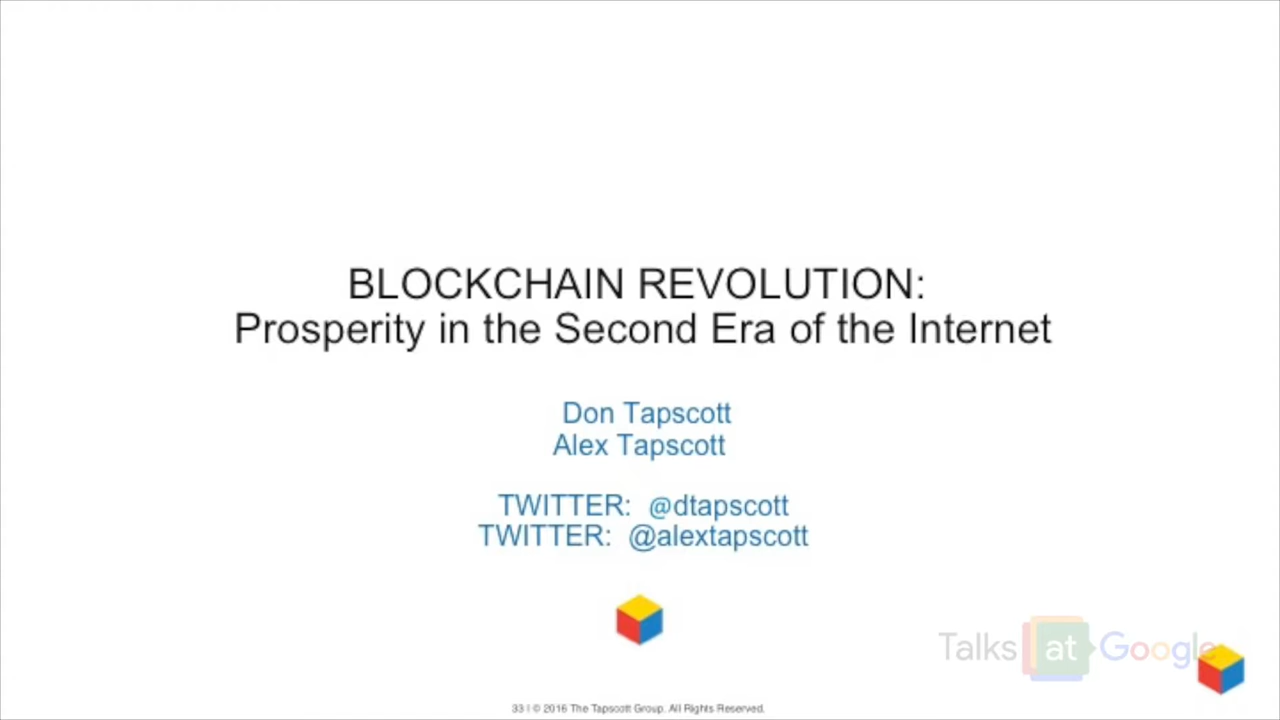 BLOCKCHAIN REVOLUTION:
Prosperity in the Second Era of the Internet
Don Tapscott
Alex Tapscott
TWITTER: @dtapscott
TWITTER: @alextapscott
Talks at Google
33 | © 2016 The Tapscott Group. All Rights Reserved.